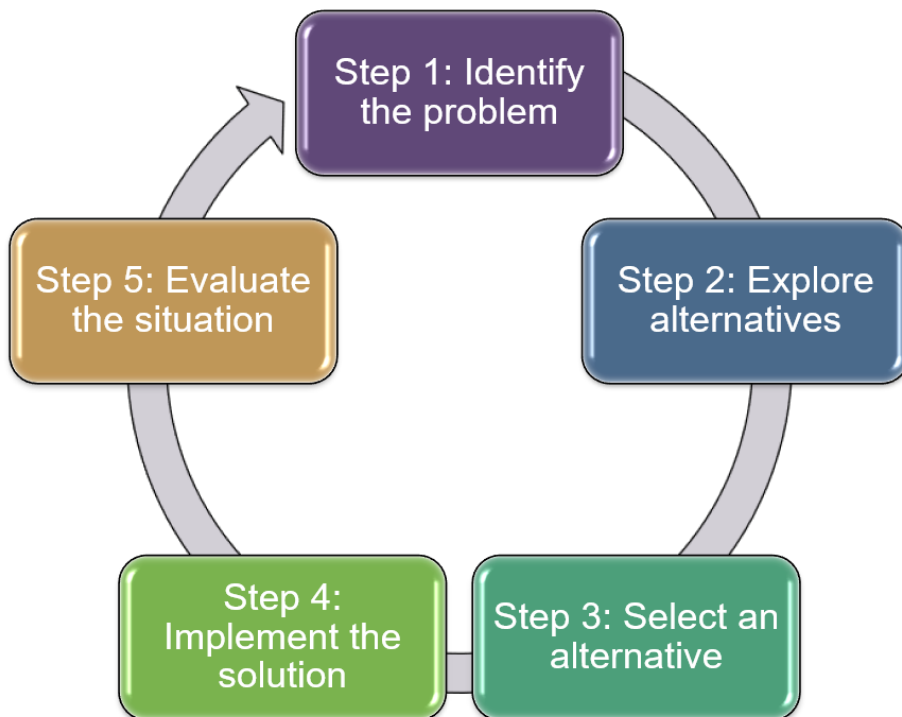 Step 1: Identify
the problem
Step 2: Explore
alternatives
Step 3: Select an
alternative
Step 4:
Implement the
solution
Step 5: Evaluate
the situation